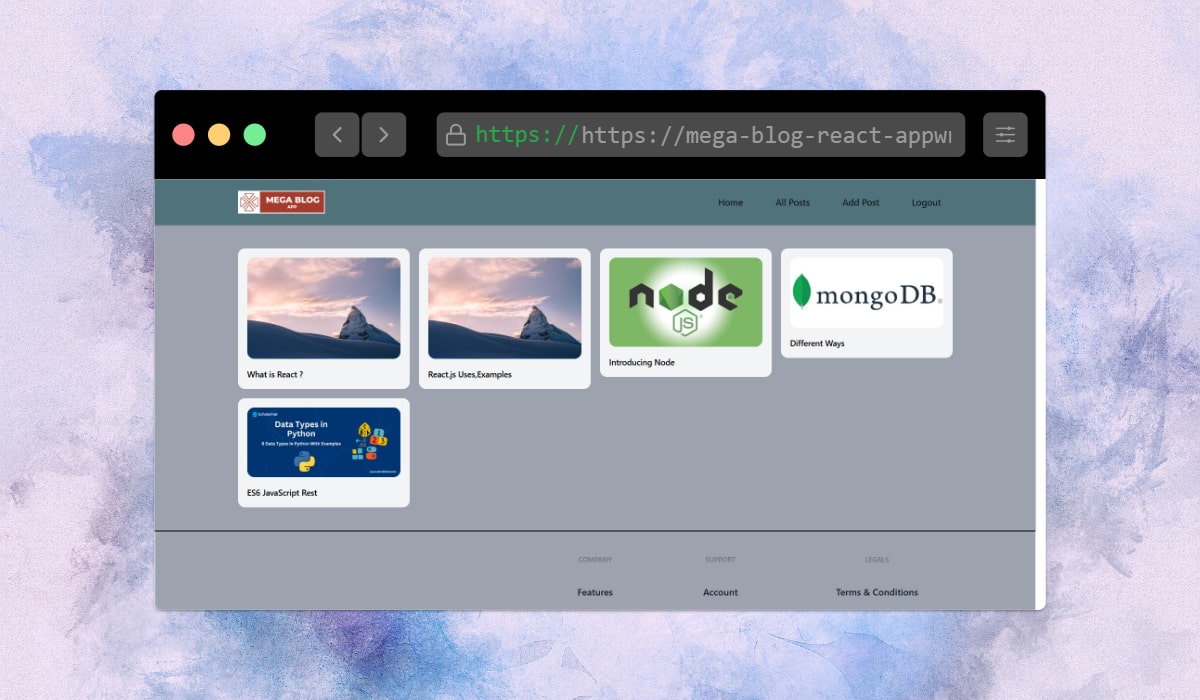 https://https://mega-blog-react-appwr
MEGA BLOG
APP
Home All Posts Add Post Logout
node
JS
mongoDB.
What is React ?
React.js Uses,Examples
Introducing Node
Different Ways
Data Types in
Python
8 Data Types in Python With Examples
ES6 JavaScript Rest
COMPANY SUPPORT LEGALS
Features Account Terms & Conditions